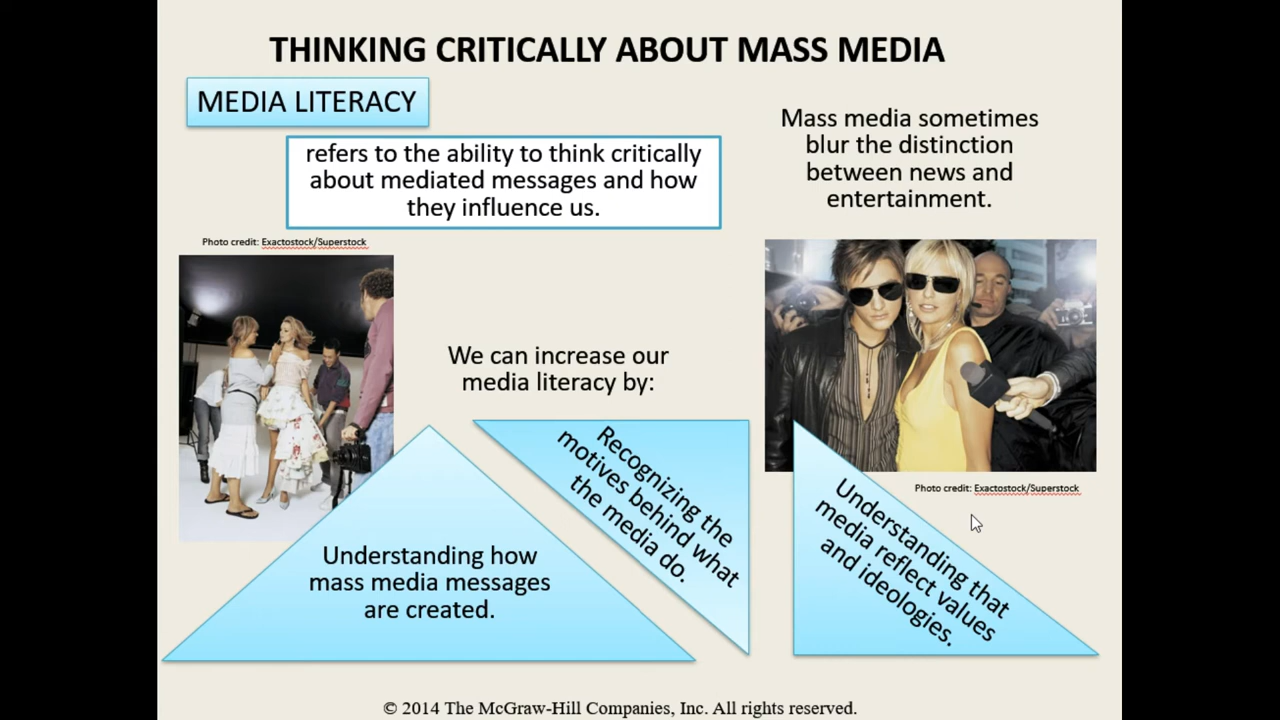 THINKING CRITICALLY ABOUT MASS MEDIA
MEDIA LITERACY
refers to the ability to think critically
about mediated messages and how
they influence us.
Mass media sometimes
blur the distinction
between news and
entertainment.
Photo credit: Exactostock/Superstock
We can increase our
media literacy by:
Photo credit: Exactostock/Superstock
Understanding how
mass media messages
are created.
Recognizing the
motives behind what
the media do.
Understanding that
media reflect values
and ideologies.
© 2014 The McGraw-Hill Companies, Inc. All rights reserved.